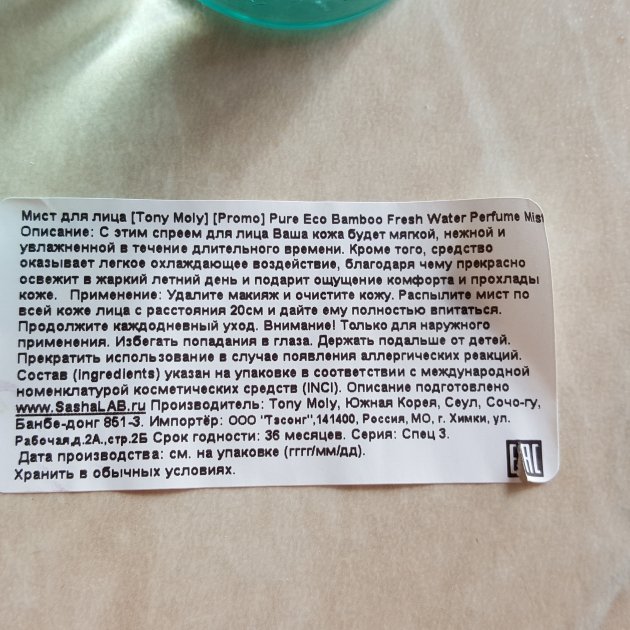 Мист для лица [Tony Moly] [Promo] Pure Eco Bamboo Fresh Water Perfume Mist
Описание: С этим спреем для лица Ваша кожа будет мягкой, нежной и
увлажненной в течение длительного времени. Кроме того, средство
оказывает легкое охлаждающее воздействие, благодаря чему прекрасно
освежит в жаркий летний день и подарит ощущение комфорта и прохлады
коже. Применение: Удалите макияж и очистите кожу. Распылите мист по
всей коже лица с расстояния 20см и дайте ему полностью впитаться.
Продолжите каждодневный уход. Внимание! Только для наружного
применения. Избегать попадания в глаза. Держать подальше от детей.
Прекратить использование в случае появления аллергических реакций.
Состав (ingredients) указан на упаковке в соответствии с международной
номенклатурой косметических средств (INCI). Описание подготовлено
www.SashaLAB.ru Производитель: Tony Moly, Южная Корея, Сеул, Сочо-гу,
Банбе-донг 851-3. Импортёр: ООО "Тэсонг",141400, Россия, МО, г. Химки, ул.
Рабочая,д.2А.,стр.2Б Срок годности: 36 месяцев. Серия: Спец 3.
Дата производства: см. на упаковке (гггг/мм/дд).
Хранить в обычных условиях.
EAC